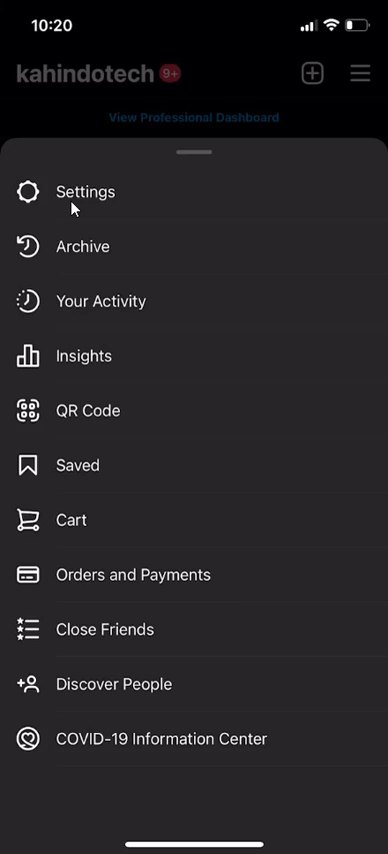 10:20
kahindotech 9+
View Professional Dashboard
Settings
Archive
Your Activity
Insights
QR Code
Saved
Cart
Orders and Payments
Close Friends
Discover People
COVID-19 Information Center